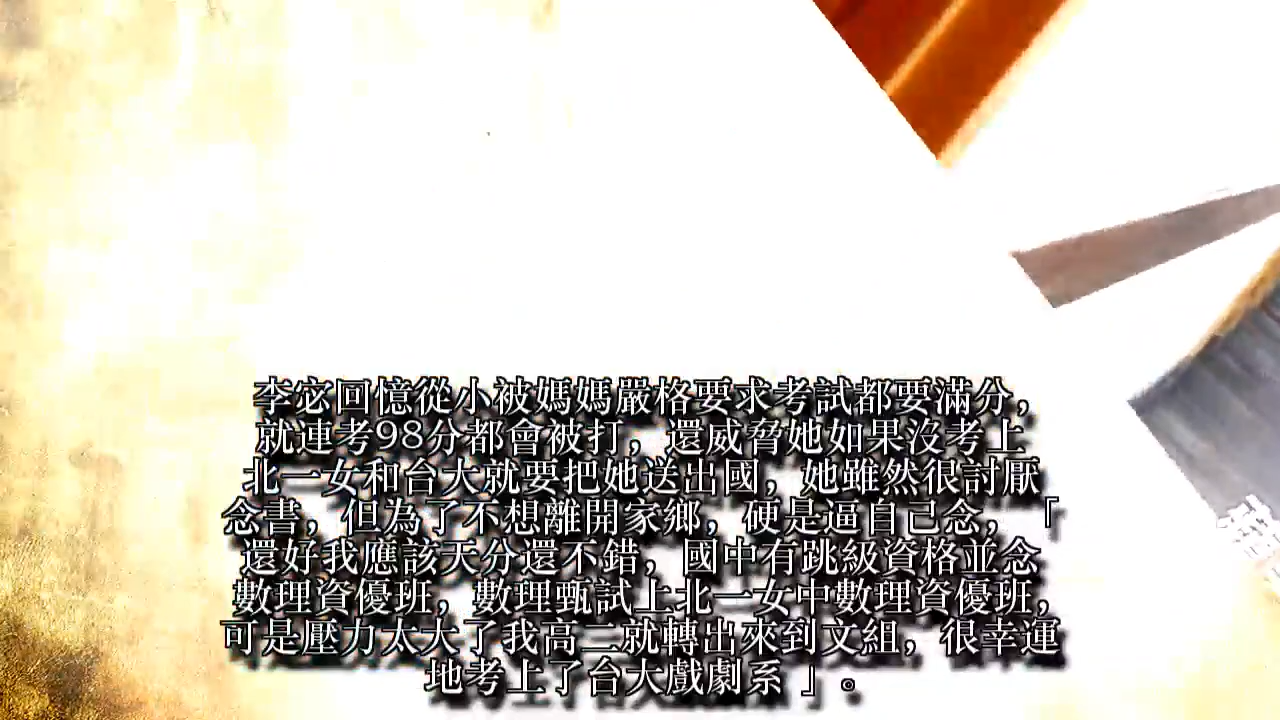 李宓回憶從小被媽媽嚴格要求考試都要滿分，
就連考98分都會被打，還威脅她如果沒考上
北一女和台大就要把她送出國，她雖然很討厭
念書，但為了不想離開家鄉，硬是逼自己念，「
還好我應該天分還不錯，國中有跳級資格並念
數理資優班，數理甄試上北一女中數理資優班，
可是壓力太大了我高二就轉出來到文組，很幸運
地考上了台大戲劇系 」。